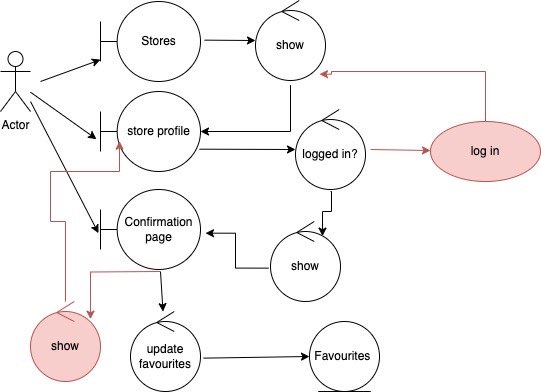 Stores
show
Actor
store profile
logged in?
log in
Confirmation
page
show
show
update
favourites
Favourites